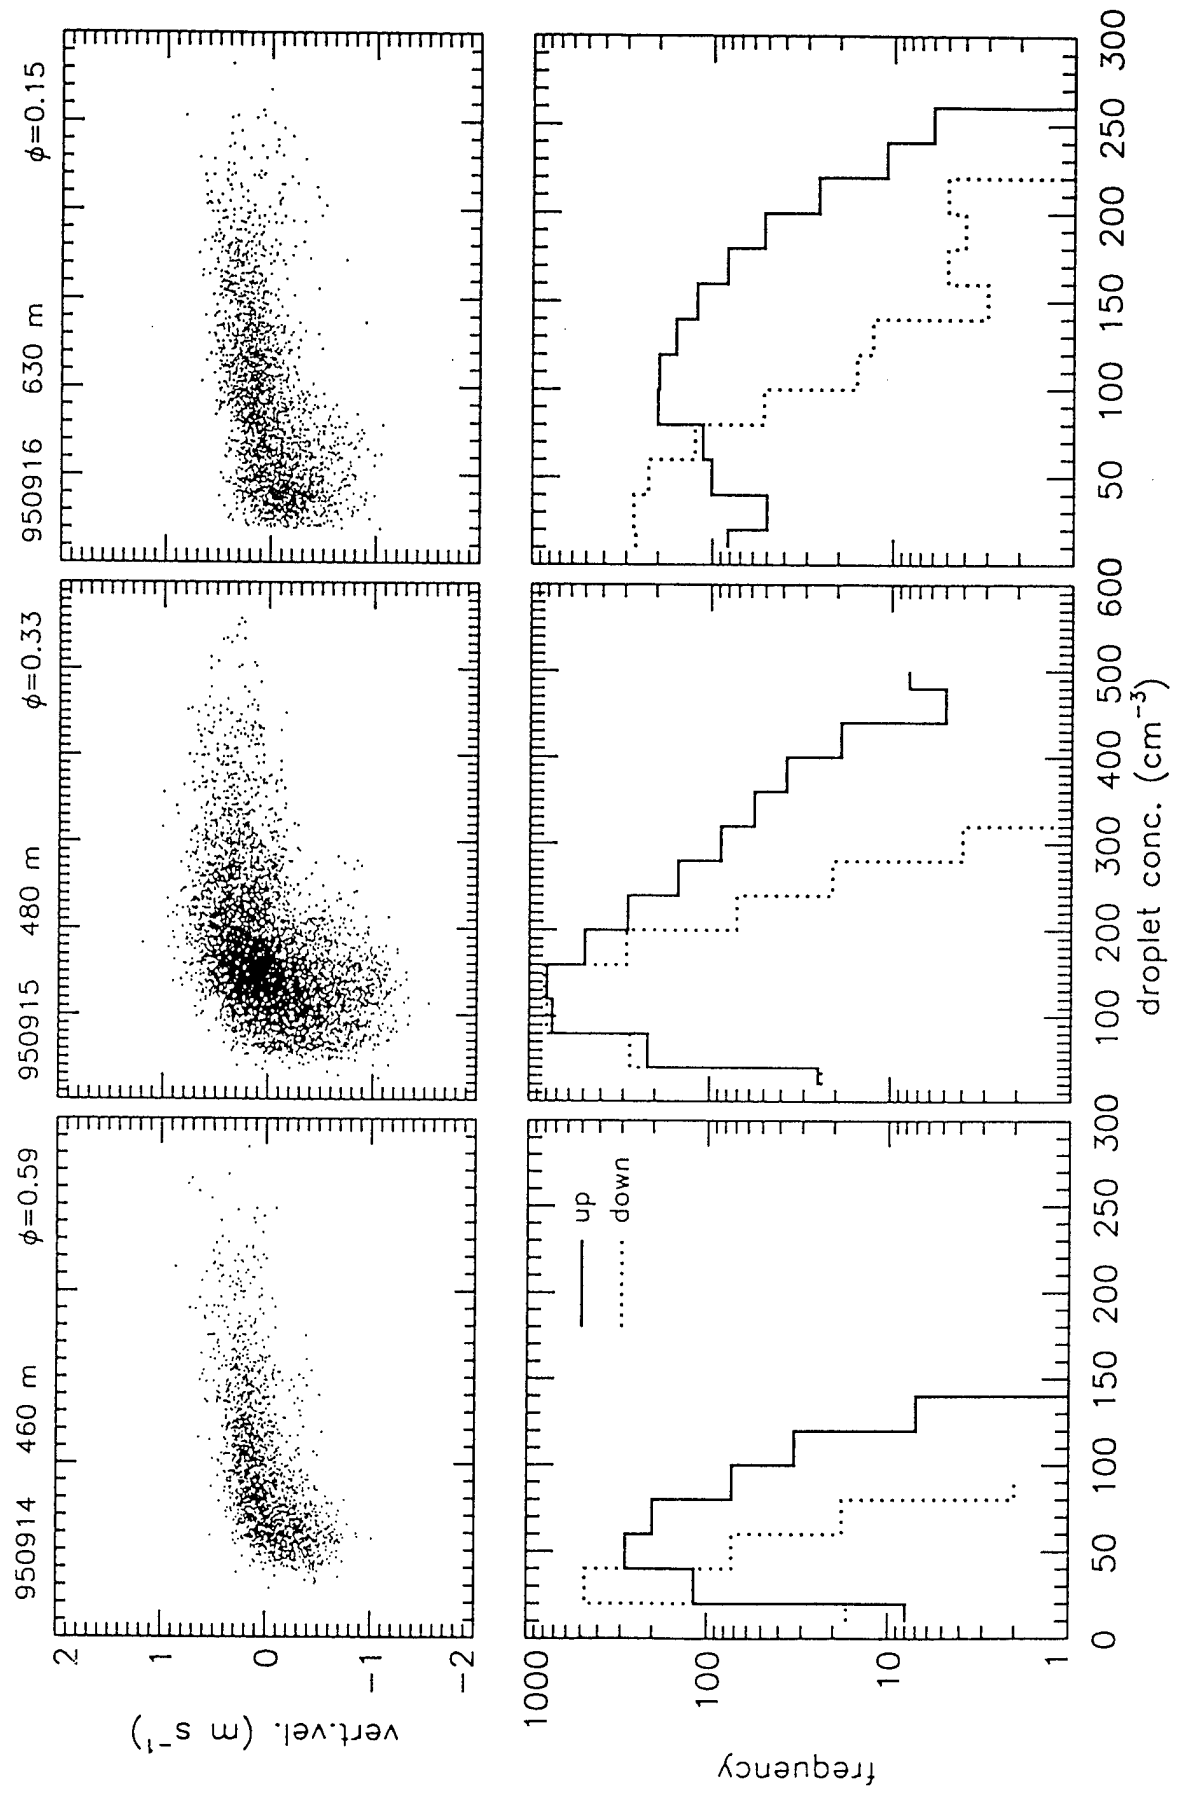 950914 460 m φ=0.59
950915 480 m φ=0.33
950916 630 m φ=0.15
vert.vel. (m s⁻¹)
2
1
0
−1
−2
frequency
1000
100
10
1
up
down
0 50 100 150 200 250 300
100 200 300 400 500 600
0 50 100 150 200 250 300
droplet conc. (cm⁻³)